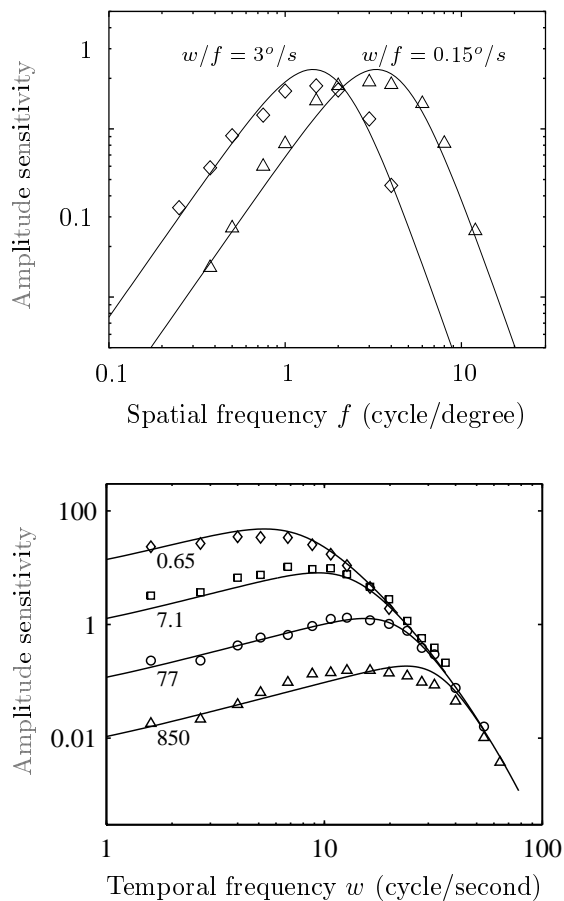 Amplitude sensitivity
1
0.1
w/f = 3°/s
w/f = 0.15°/s
0.1
1
10
Spatial frequency f (cycle/degree)
Amplitude sensitivity
100
1
0.01
0.65
7.1
77
850
1
10
100
Temporal frequency w (cycle/second)